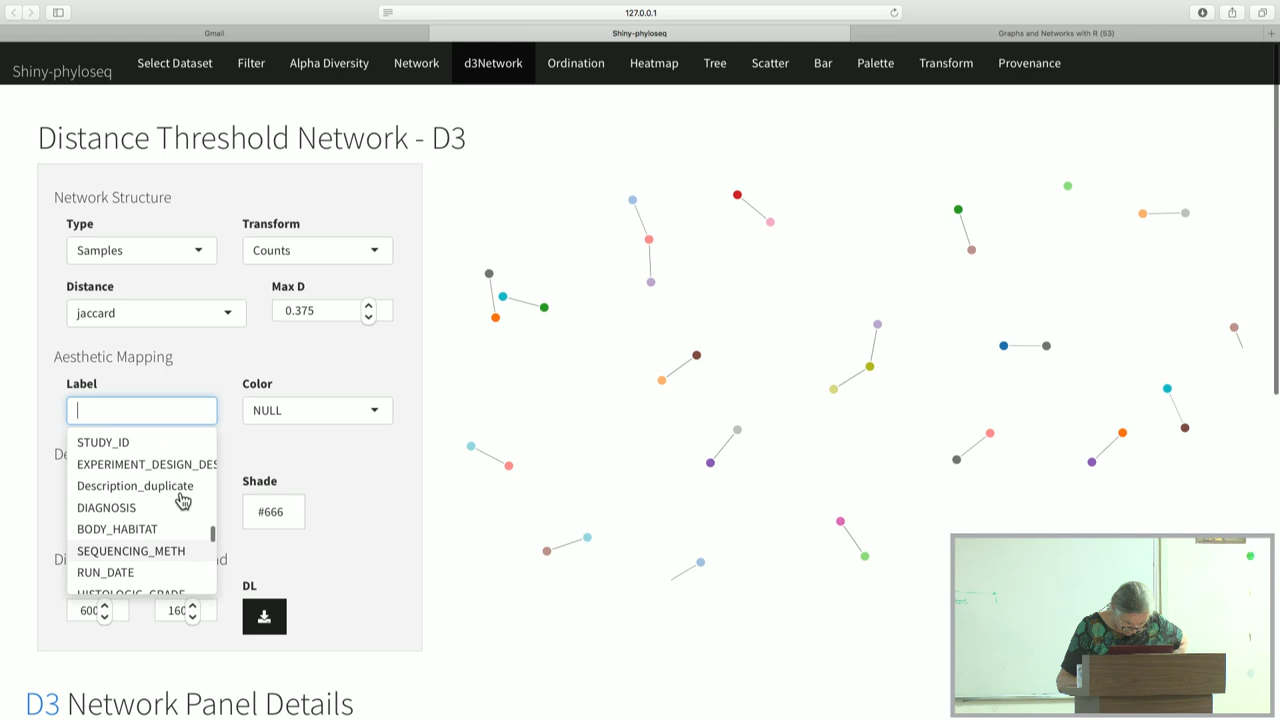 127.0.0.1
Gmail
Shiny-phyloseq
Graphs and Networks with R (53)
Shiny-phyloseq
Select Dataset
Filter
Alpha Diversity
Network
d3Network
Ordination
Heatmap
Tree
Scatter
Bar
Palette
Transform
Provenance
Distance Threshold Network - D3
Network Structure
Type
Transform
Samples
Counts
Distance
Max D
jaccard
0.375
Aesthetic Mapping
Label
Color
NULL
STUDY_ID
EXPERIMENT_DESIGN_DES
Description_duplicate
DIAGNOSIS
BODY_HABITAT
SEQUENCING_METH
RUN_DATE
HISTOLOGIC_GRADE
Shade
#666
DL
600
160
D3 Network Panel Details